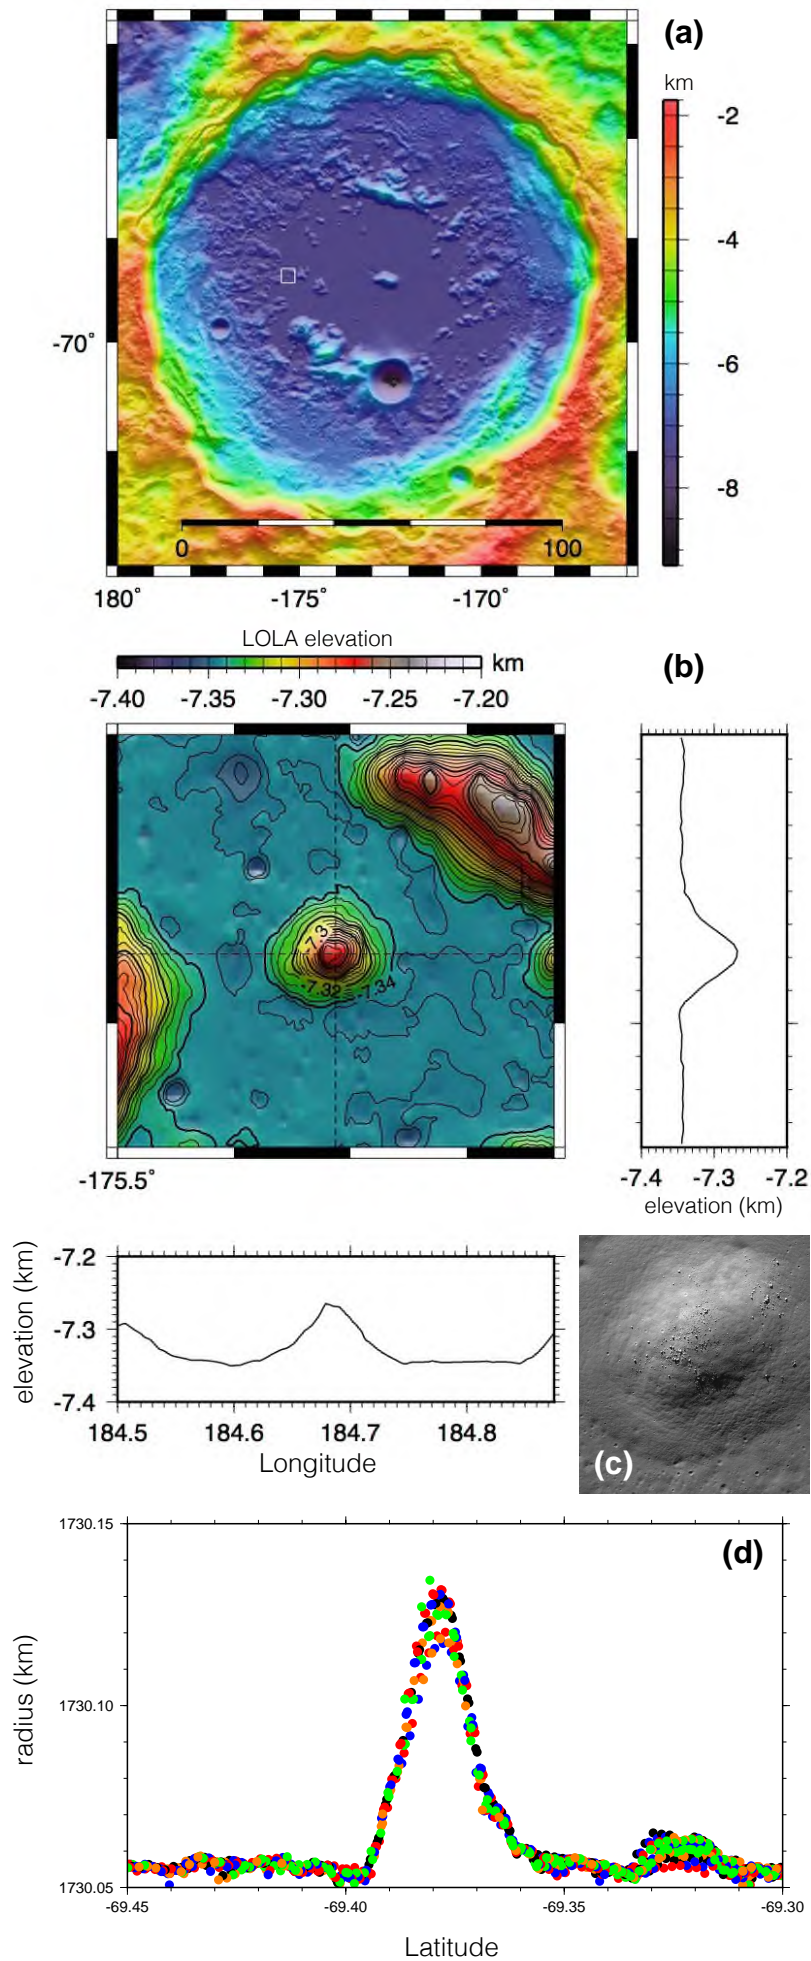 (a)
km
-2
-4
-6
-8
-70°
0 100
180° -175° -170°
LOLA elevation
km
(b)
-7.40 -7.35 -7.30 -7.25 -7.20
-7.3
-7.32 -7.34
-175.5°
-7.4 -7.3 -7.2
elevation (km)
-7.2
-7.3
-7.4
elevation (km)
184.5 184.6 184.7 184.8
Longitude
(c)
1730.15
(d)
1730.10
1730.05
radius (km)
-69.45 -69.40 -69.35 -69.30
Latitude